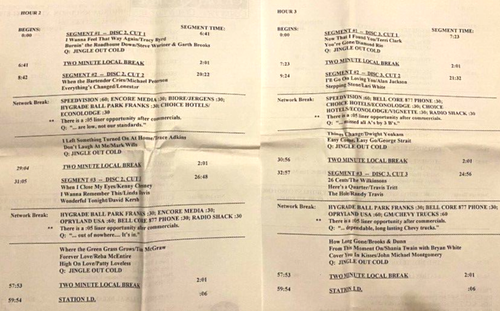 HOUR 2
BEGINS:
SEGMENT TIME:
0:00
SEGMENT #1 – DISC 2, CUT 1
6:41
I Wanna Feel That Way Again/Tracy Byrd
Burnin' the Roadhouse Down/Steve Wariner & Garth Brooks
Q: JINGLE OUT COLD
6:41
TWO MINUTE LOCAL BREAK
2:01
8:42
SEGMENT #2 – DISC 2, CUT 2
20:22
When the Bartender Cries/Michael Peterson
Everything's Changed/Lonestar
Network Break:
SPEEDVISION :60; ENCORE MEDIA :30; BIORE/JERGENS :30;
HYGRADE BALL PARK FRANKS :30; CHOICE HOTELS/
ECONOLODGE :30
** There is a :05 liner opportunity after commercials.
Q: "... are low, not our standards."
I Left Something Turned On At Home/Trace Adkins
Don't Laugh At Me/Mark Wills
Q: JINGLE OUT COLD
29:04
TWO MINUTE LOCAL BREAK
2:01
31:05
SEGMENT #3 – DISC 2, CUT 3
26:48
When I Close My Eyes/Kenny Chesney
I Wanna Remember This/Linda Davis
Wonderful Tonight/David Kersh
Network Break:
HYGRADE BALL PARK FRANKS :30; ENCORE MEDIA :30;
OPRYLAND USA :60; BELL CORE 877 PHONE :30; RADIO SHACK :30
** There is a :05 liner opportunity after commercials.
Q: "... out of nowhere.... It's in."
Where the Green Grass Grows/Tim McGraw
Forever Love/Reba McEntire
High On Love/Patty Loveless
Q: JINGLE OUT COLD
57:53
TWO MINUTE LOCAL BREAK
2:01
59:54
STATION I.D.
:06
HOUR 3
BEGINS:
SEGMENT TIME:
0:00
SEGMENT #1 – DISC 3, CUT 1
7:23
Now That I Found You/Terri Clark
You're Gone/Diamond Rio
Q: JINGLE OUT COLD
7:23
TWO MINUTE LOCAL BREAK
2:01
9:24
SEGMENT #2 – DISC 3, CUT 2
21:32
I'll Go On Loving You/Alan Jackson
Stepping Stone/Lari White
Network Break:
SPEEDVISION :60; BELL CORE 877 PHONE :30;
CHOICE HOTELS/ECONOLODGE :30;
HOTELS/ECONOLODGE/VIGNETTE :30; RADIO SHACK :30
** There is a :05 liner opportunity after commercials.
Q: "... around all A's by 3 B's."
Things Change/Dwight Yoakam
Easy Come, Easy Go/George Strait
Q: JINGLE OUT COLD
30:56
TWO MINUTE LOCAL BREAK
2:01
32:57
SEGMENT #3 – DISC 3, CUT 3
24:56
26 Cents/The Wilkinsons
Here's a Quarter/Travis Tritt
The Hole/Randy Travis
Network Break:
HYGRADE BALL PARK FRANKS :30; BELL CORE 877 PHONE :30;
OPRYLAND USA :60; GM/CHEVY TRUCKS :60
** There is a :05 liner opportunity after commercials.
Q: "... dependable, long lasting Chevy trucks."
How Long Gone/Brooks & Dunn
From This Moment On/Shania Twain with Bryan White
Cover You In Kisses/John Michael Montgomery
Q: JINGLE OUT COLD
57:53
TWO MINUTE LOCAL BREAK
2:01
59:54
STATION I.D.
:06